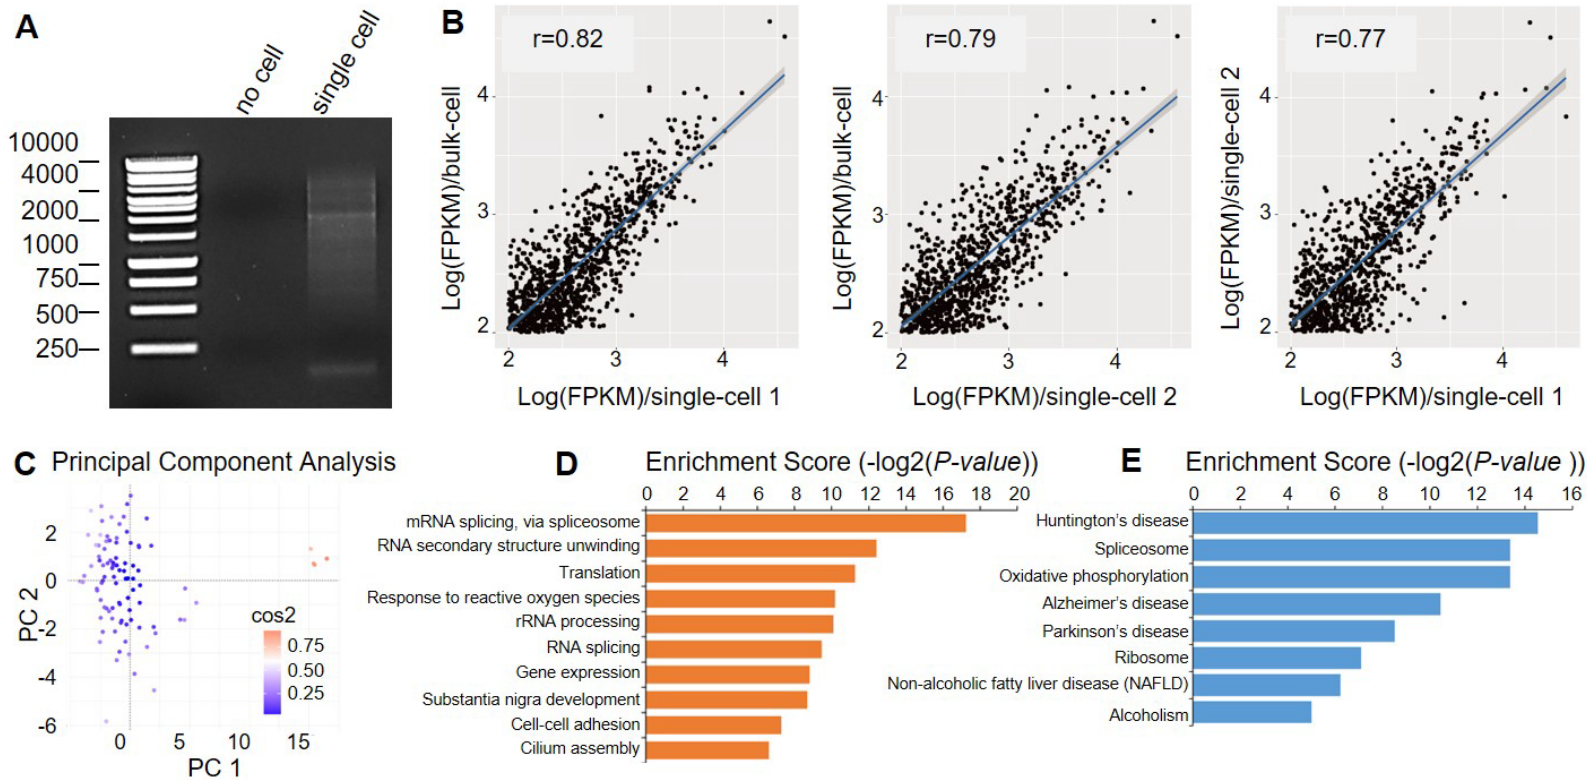 A
no cell
single cell
10000
4000
2000
1000
750
500
250
B
r=0.82
Log(FPKM)/bulk-cell
4
3
2
2 3 4
Log(FPKM)/single-cell 1
r=0.79
Log(FPKM)/bulk-cell
4
3
2
2 3 4
Log(FPKM)/single-cell 2
r=0.77
Log(FPKM)/single-cell 2
4
3
2
2 3 4
Log(FPKM)/single-cell 1
C Principal Component Analysis
PC 2
2
0
-2
-4
-6
cos2
0.75
0.50
0.25
0 5 10 15
PC 1
D Enrichment Score (-log2(P-value))
0 2 4 6 8 10 12 14 16 18 20
mRNA splicing, via spliceosome
RNA secondary structure unwinding
Translation
Response to reactive oxygen species
rRNA processing
RNA splicing
Gene expression
Substantia nigra development
Cell-cell adhesion
Cilium assembly
E Enrichment Score (-log2(P-value ))
0 2 4 6 8 10 12 14 16
Huntington's disease
Spliceosome
Oxidative phosphorylation
Alzheimer's disease
Parkinson's disease
Ribosome
Non-alcoholic fatty liver disease (NAFLD)
Alcoholism